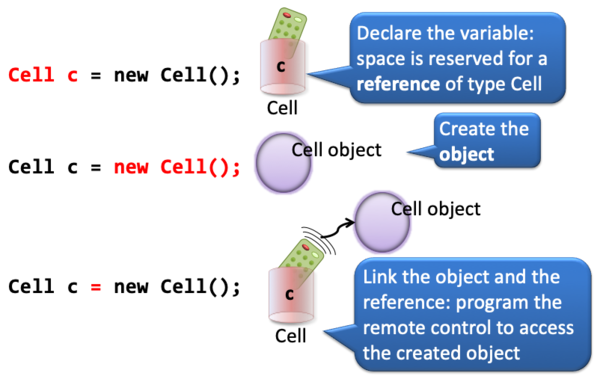 Cell c = new Cell();
c
Cell
Declare the variable:
space is reserved for a
reference of type Cell
Cell c = new Cell();
Cell object
Create the
object
Cell c = new Cell();
c
Cell
Cell object
Link the object and the
reference: program the
remote control to access
the created object